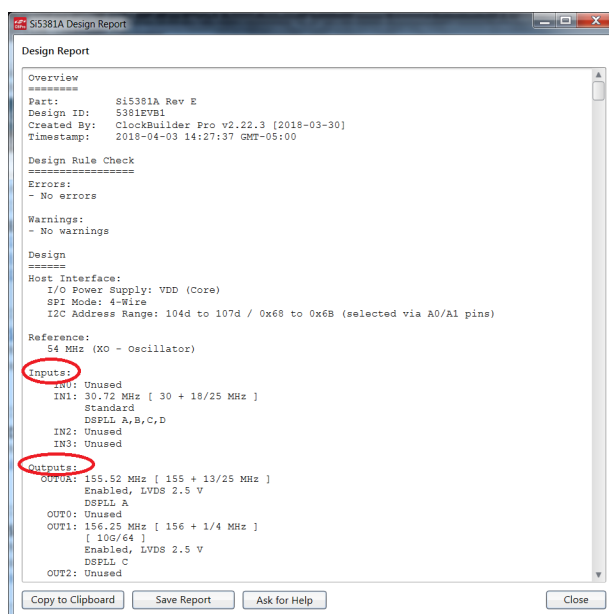 Si5381A Design Report
Design Report
Overview
========
Part: Si5381A Rev E
Design ID: 5381EVB1
Created By: ClockBuilder Pro v2.22.3 [2018-03-30]
Timestamp: 2018-04-03 14:27:37 GMT-05:00
Design Rule Check
=================
Errors:
- No errors
Warnings:
- No warnings
Design
======
Host Interface:
I/O Power Supply: VDD (Core)
SPI Mode: 4-Wire
I2C Address Range: 104d to 107d / 0x68 to 0x6B (selected via A0/A1 pins)
Reference:
54 MHz (XO - Oscillator)
Inputs:
IN0: Unused
IN1: 30.72 MHz [ 30 + 18/25 MHz ]
Standard
DSPLL A,B,C,D
IN2: Unused
IN3: Unused
Outputs:
OUT0A: 155.52 MHz [ 155 + 13/25 MHz ]
Enabled, LVDS 2.5 V
DSPLL A
OUT0: Unused
OUT1: 156.25 MHz [ 156 + 1/4 MHz ]
[ 10G/64 ]
Enabled, LVDS 2.5 V
DSPLL C
OUT2: Unused
Copy to Clipboard Save Report Ask for Help Close